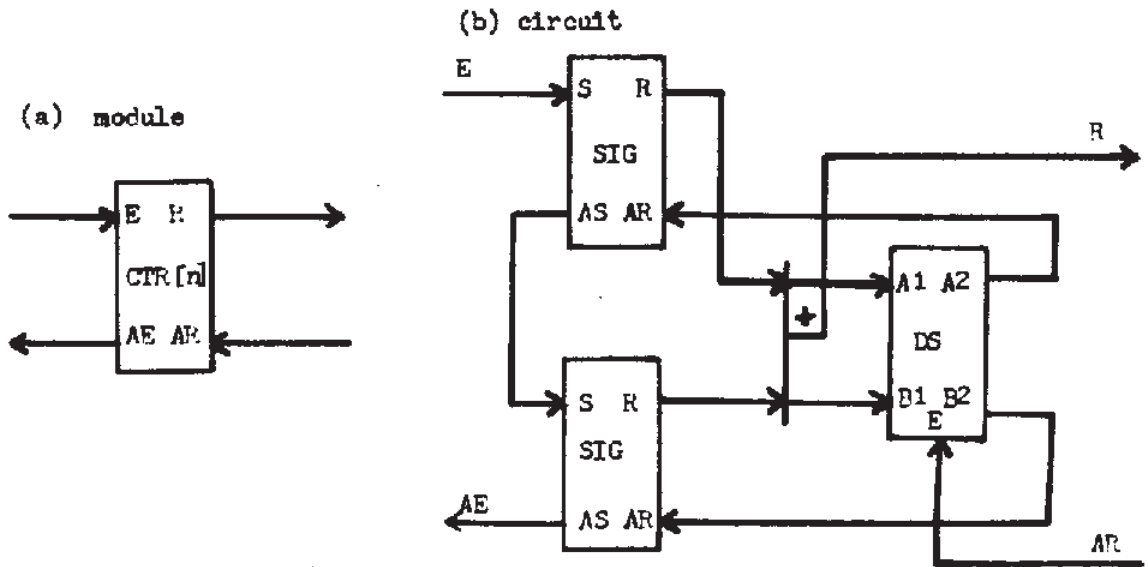 (a) module
E R
CTR[n]
AE AR
(b) circuit
E
S R
SIG
AS AR
R
+
A1 A2
DS
B1 B2
E
S R
SIG
AS AR
AE
AR